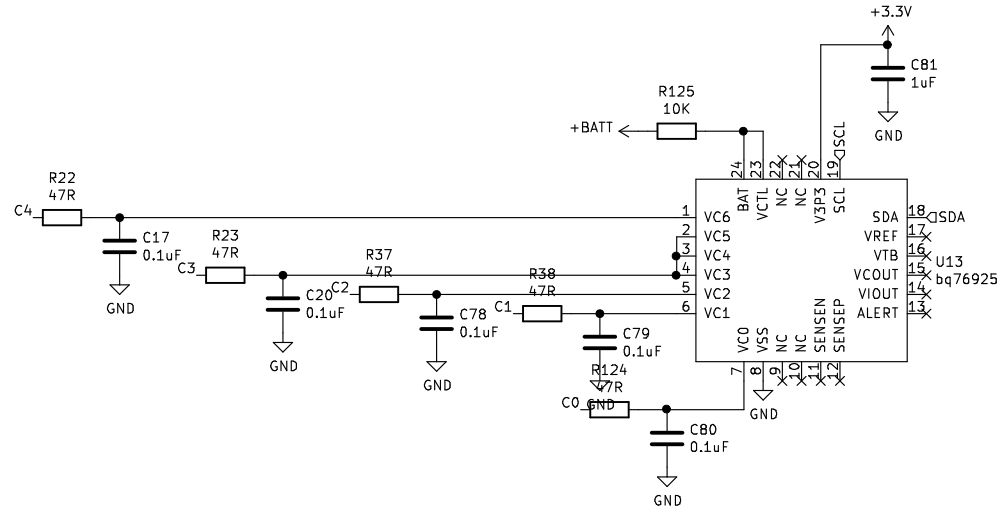 +3.3V
C81
1uF
GND
R125
10K
+BATT
SCL
24
23
22
21
20
19
BAT
VCTL
NC
NC
V3P3
SCL
R22
47R
C4
C17
0.1uF
GND
R23
47R
C3
C20
0.1uF
GND
R37
47R
C2
C78
0.1uF
GND
R38
47R
C1
C79
0.1uF
GND
R124
47R
C0
C80
0.1uF
GND
1 VC6
2 VC5
3 VC4
4 VC3
5 VC2
6 VC1
SDA 18 SDA
VREF 17
VTB 16
VCOUT 15
VIOUT 14
ALERT 13
U13
bq76925
VC0
VSS
NC
NC
SENSEN
SENSEP
7
8
9
10
11
12
GND